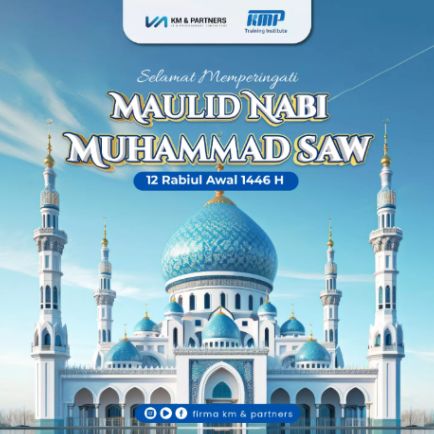 KM & PARTNERS
KMP
Training Institute
Selamat Memperingati
MAULID NABI
MUHAMMAD SAW
12 Rabiul Awal 1446 H
firma km & partners